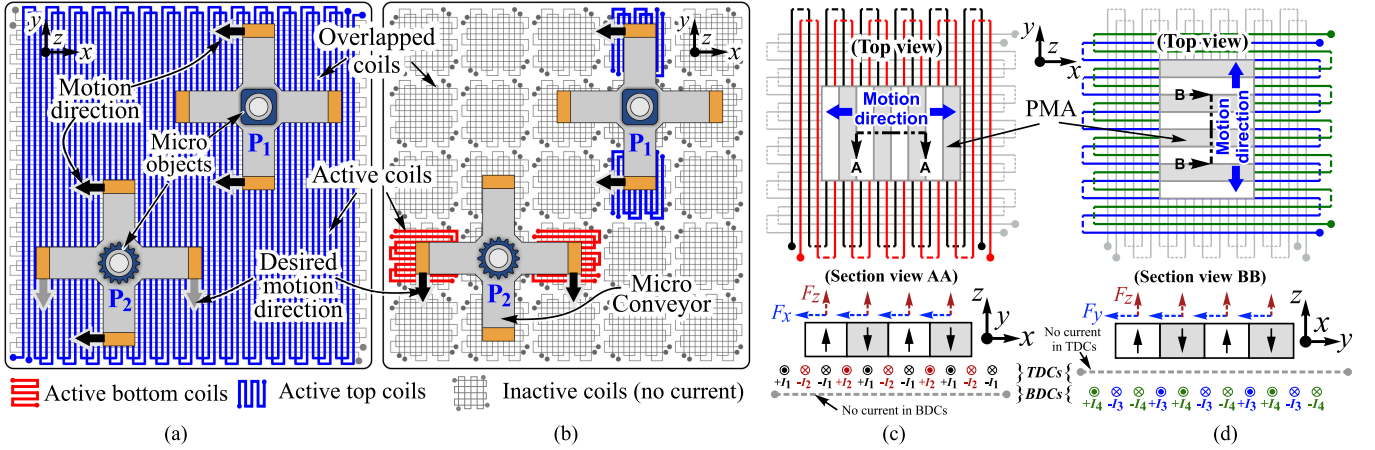 y
z
x
Overlapped
coils
Motion
direction
Micro
objects
P1
Active coils
P2
Desired
motion
direction
P1
P2
Micro
Conveyor
Active bottom coils
Active top coils
Inactive coils (no current)
(a)
(b)
(Top view)
Motion
direction
A
A
y
z
x
PMA
(Top view)
B
B
Motion
direction
(Section view AA)
Fz
Fx
z
y
x
+I1 -I2 -I1 +I2 +I1 -I2 -I1 +I2 -I2 -I1
No current in BDCs
TDCs
BDCs
(Section view BB)
Fz
Fy
z
x
y
No current
in TDCs
+I4 -I3 -I4 +I3 +I4 -I3 -I4 +I3 +I4 -I3 -I4
(c)
(d)